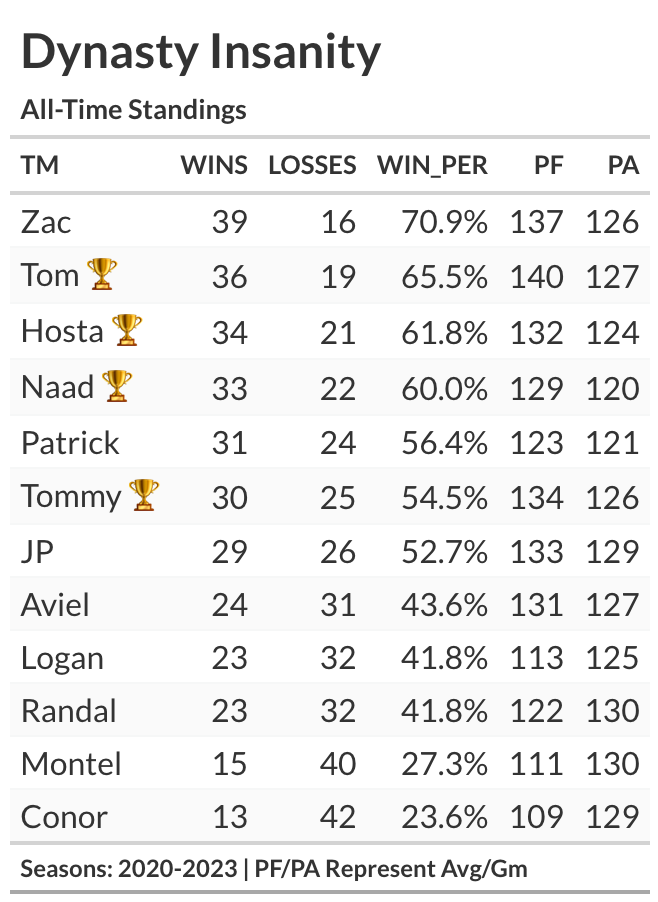 Dynasty Insanity
All-Time Standings
TM WINS LOSSES WIN_PER PF PA
Zac 39 16 70.9% 137 126
Tom 🏆 36 19 65.5% 140 127
Hosta 🏆 34 21 61.8% 132 124
Naad 🏆 33 22 60.0% 129 120
Patrick 31 24 56.4% 123 121
Tommy 🏆 30 25 54.5% 134 126
JP 29 26 52.7% 133 129
Aviel 24 31 43.6% 131 127
Logan 23 32 41.8% 113 125
Randal 23 32 41.8% 122 130
Montel 15 40 27.3% 111 130
Conor 13 42 23.6% 109 129
Seasons: 2020-2023 | PF/PA Represent Avg/Gm